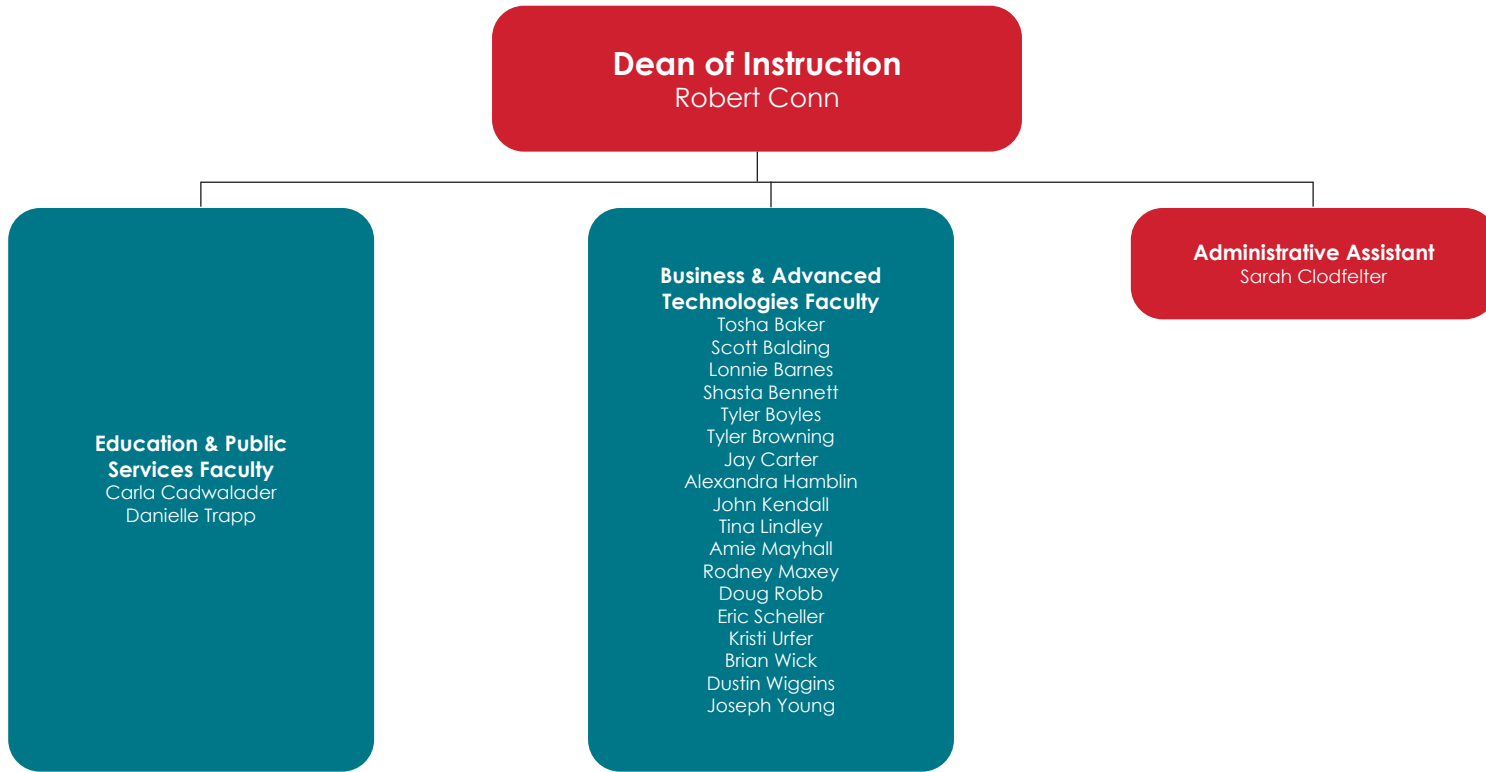 Dean of Instruction
Robert Conn
Education & Public
Services Faculty
Carla Cadwalader
Danielle Trapp
Business & Advanced
Technologies Faculty
Tosha Baker
Scott Balding
Lonnie Barnes
Shasta Bennett
Tyler Boyles
Tyler Browning
Jay Carter
Alexandra Hamblin
John Kendall
Tina Lindley
Amie Mayhall
Rodney Maxey
Doug Robb
Eric Scheller
Kristi Urfer
Brian Wick
Dustin Wiggins
Joseph Young
Administrative Assistant
Sarah Clodfelter